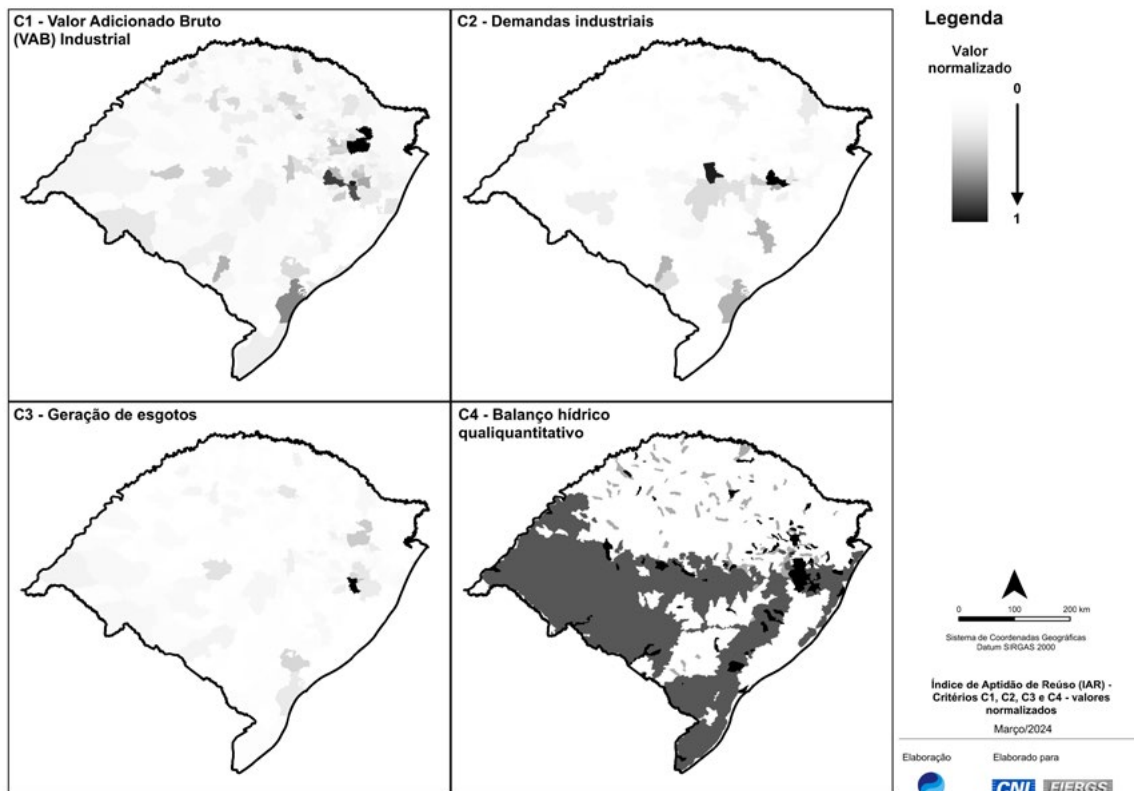 C1 - Valor Adicionado Bruto
(VAB) Industrial
C2 - Demandas industriais
C3 - Geração de esgotos
C4 - Balanço hídrico
qualiquantitativo
Legenda
Valor
normalizado
0
1
0 100 200 km
Sistema de Coordenadas Geográficas
Datum SIRGAS 2000
Índice de Aptidão de Reúso (IAR) -
Critérios C1, C2, C3 e C4 - valores
normalizados
Março/2024
Elaboração Elaborado para
CNI FIERGS